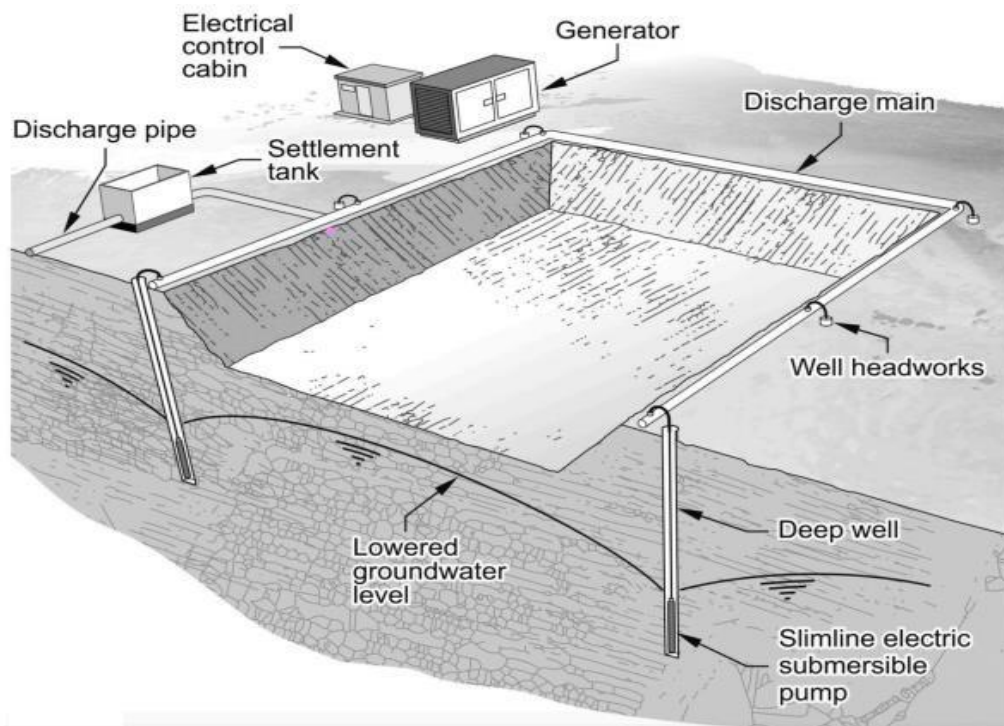 Electrical
control
cabin
Generator
Discharge main
Discharge pipe
Settlement
tank
Well headworks
Deep well
Lowered
groundwater
level
Slimline electric
submersible
pump